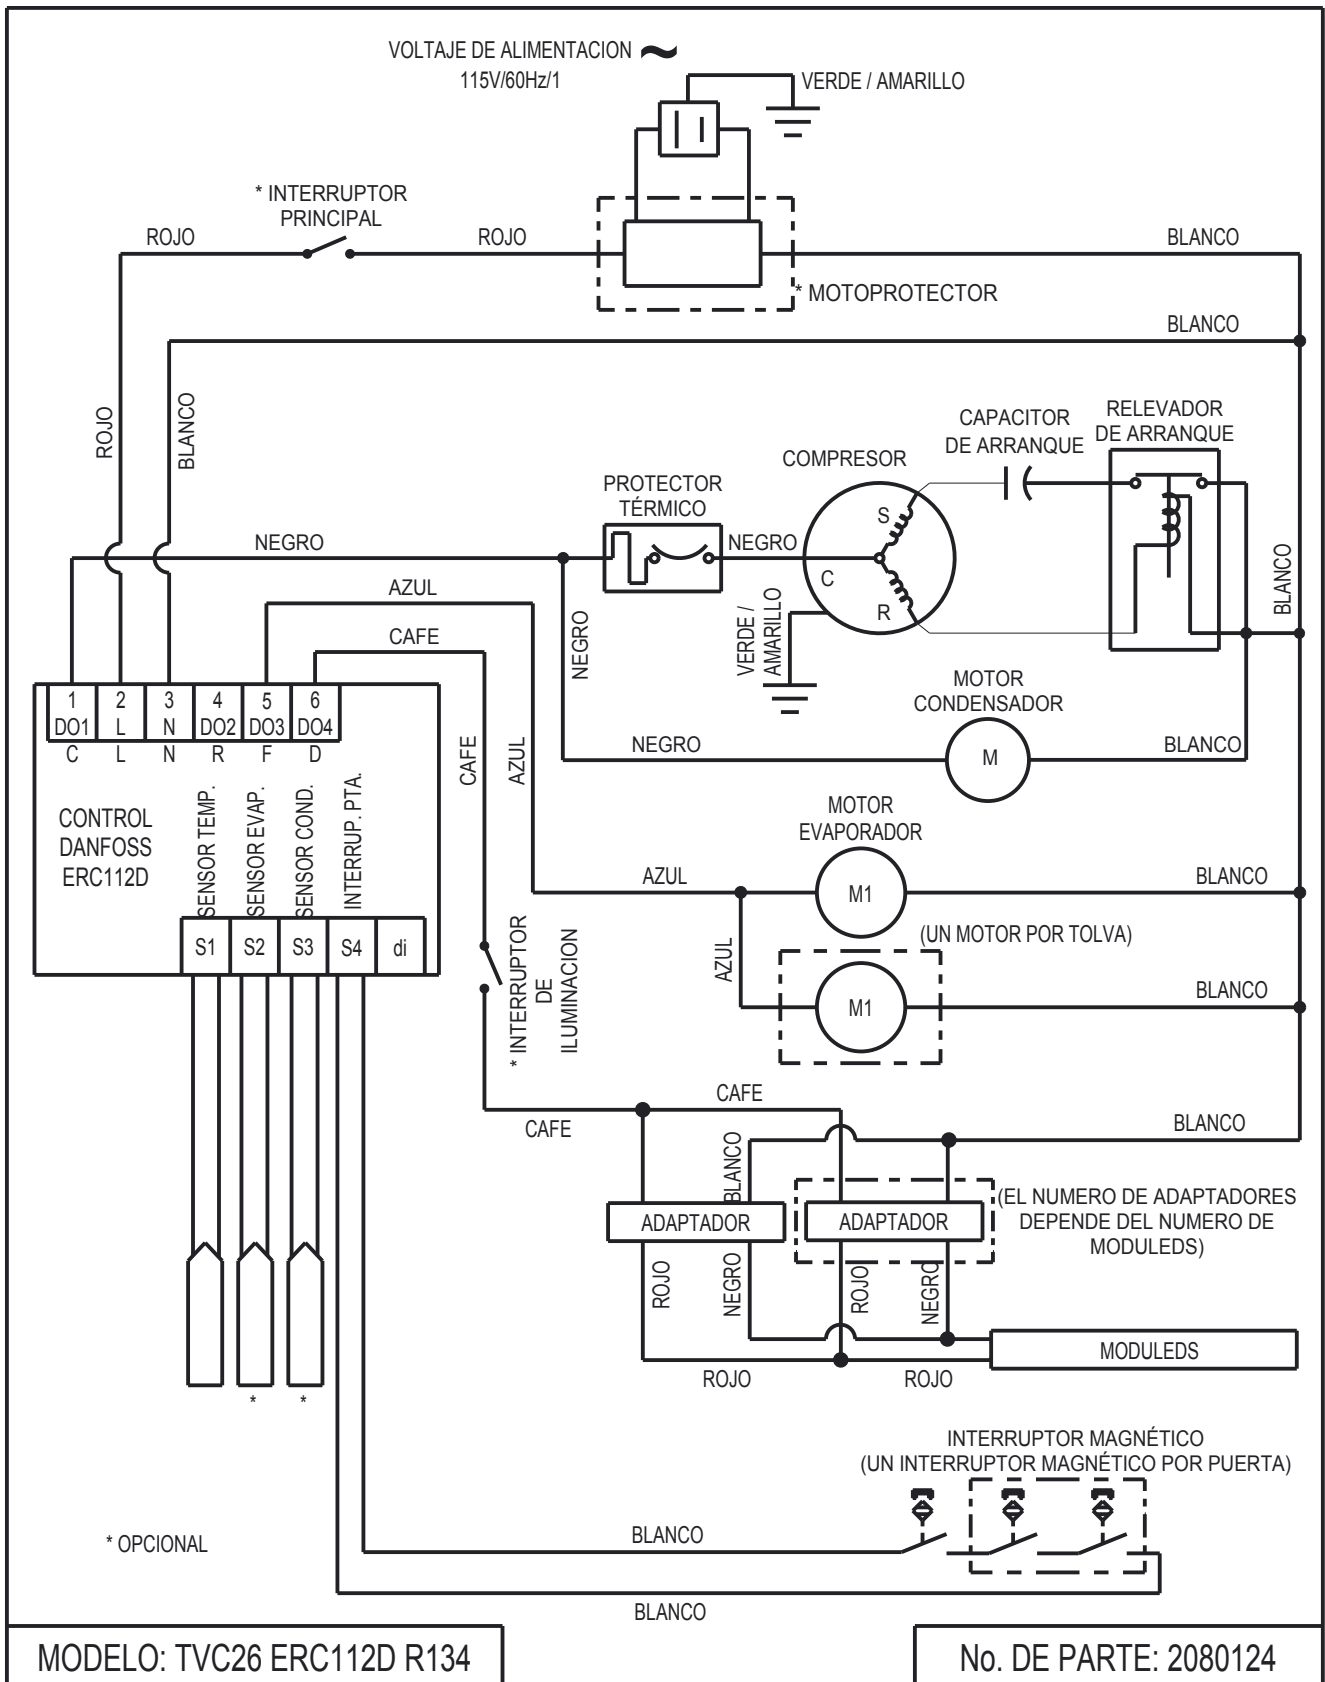 VOLTAJE DE ALIMENTACION ~
115V/60Hz/1
VERDE / AMARILLO
* INTERRUPTOR
PRINCIPAL
ROJO
ROJO
BLANCO
* MOTOPROTECTOR
BLANCO
ROJO
BLANCO
CAPACITOR
DE ARRANQUE
RELEVADOR
DE ARRANQUE
COMPRESOR
PROTECTOR
TÉRMICO
NEGRO
NEGRO
S
C
R
VERDE /
AMARILLO
BLANCO
AZUL
CAFE
NEGRO
1 2 3 4 5 6
DO1 L N DO2 DO3 DO4
C L N R F D
CONTROL
DANFOSS
ERC112D
SENSOR TEMP.
SENSOR EVAP.
SENSOR COND.
INTERRUP. PTA.
S1 S2 S3 S4 di
CAFE
AZUL
MOTOR
CONDENSADOR
NEGRO
M
BLANCO
MOTOR
EVAPORADOR
AZUL
M1
BLANCO
(UN MOTOR POR TOLVA)
AZUL
M1
BLANCO
* INTERRUPTOR
DE
ILUMINACION
CAFE
CAFE
BLANCO
BLANCO
ADAPTADOR
ADAPTADOR
(EL NUMERO DE ADAPTADORES
DEPENDE DEL NUMERO DE
MODULEDS)
ROJO
NEGRO
ROJO
NEGRO
MODULEDS
ROJO
ROJO
* *
INTERRUPTOR MAGNÉTICO
(UN INTERRUPTOR MAGNÉTICO POR PUERTA)
BLANCO
* OPCIONAL
BLANCO
MODELO: TVC26 ERC112D R134
No. DE PARTE: 2080124